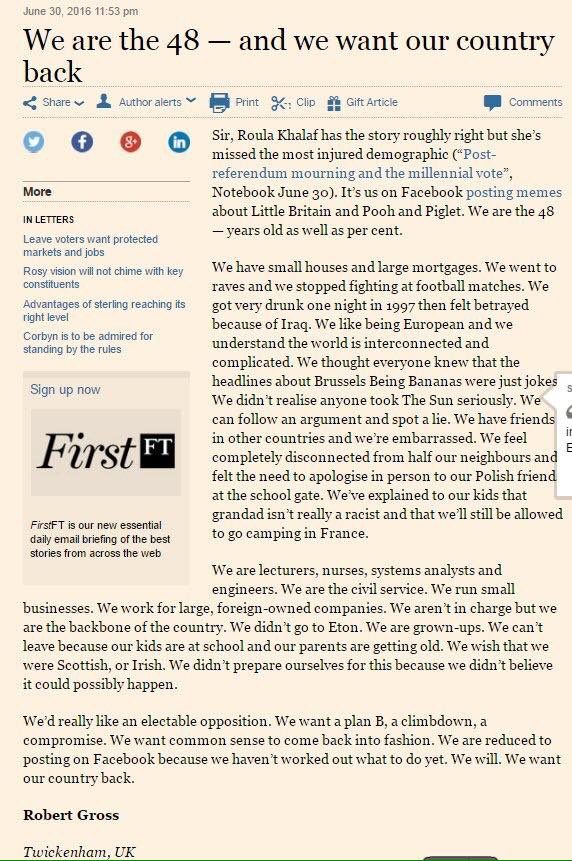 June 30, 2016 11:53 pm
We are the 48 — and we want our country
back
Share Author alerts Print Clip Gift Article Comments
More
IN LETTERS
Leave voters want protected
markets and jobs
Rosy vision will not chime with key
constituents
Advantages of sterling reaching its
right level
Corbyn is to be admired for
standing by the rules
Sign up now
First FT
FirstFT is our new essential
daily email briefing of the best
stories from across the web
Sir, Roula Khalaf has the story roughly right but she’s
missed the most injured demographic (“Post-
referendum mourning and the millennial vote”,
Notebook June 30). It’s us on Facebook posting memes
about Little Britain and Pooh and Piglet. We are the 48
— years old as well as per cent.
We have small houses and large mortgages. We went to
raves and we stopped fighting at football matches. We
got very drunk one night in 1997 then felt betrayed
because of Iraq. We like being European and we
understand the world is interconnected and
complicated. We thought everyone knew that the
headlines about Brussels Being Bananas were just jokes
We didn’t realise anyone took The Sun seriously. We
can follow an argument and spot a lie. We have friends
in other countries and we’re embarrassed. We feel
completely disconnected from half our neighbours and
felt the need to apologise in person to our Polish friend
at the school gate. We’ve explained to our kids that
grandad isn’t really a racist and that we’ll still be allowed
to go camping in France.
We are lecturers, nurses, systems analysts and
engineers. We are the civil service. We run small
businesses. We work for large, foreign-owned companies. We aren’t in charge but we
are the backbone of the country. We didn’t go to Eton. We are grown-ups. We can’t
leave because our kids are at school and our parents are getting old. We wish that we
were Scottish, or Irish. We didn’t prepare ourselves for this because we didn’t believe
it could possibly happen.
We’d really like an electable opposition. We want a plan B, a climbdown, a
compromise. We want common sense to come back into fashion. We are reduced to
posting on Facebook because we haven’t worked out what to do yet. We will. We want
our country back.
Robert Gross
Twickenham, UK